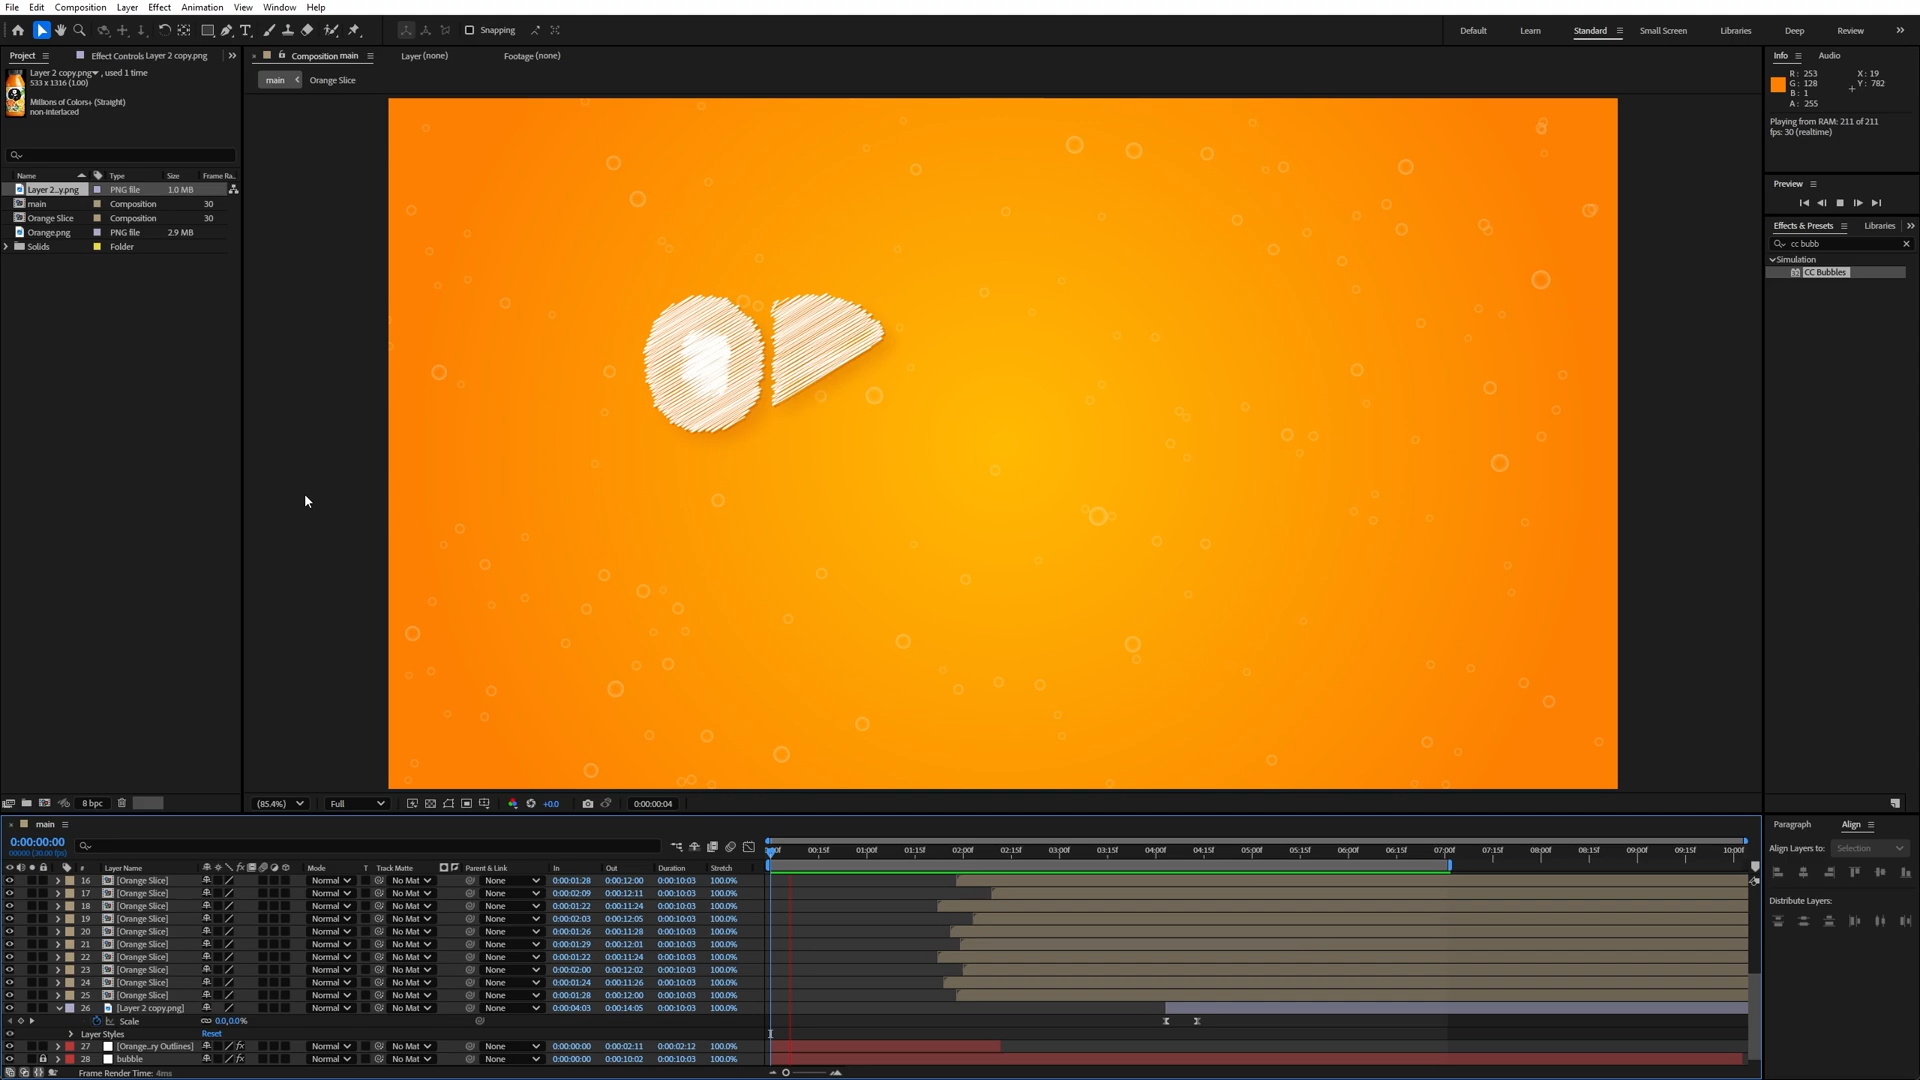 File Edit Composition Layer Effect Animation View Window Help
Snapping
Default Learn Standard Small Screen Libraries Deep Review
Project Effect Controls Layer 2 copy.png
Layer 2 copy.png, used 1 time
533 x 1316 (1.00)
Millions of Colors+ (Straight)
non-interlaced
Name Type Size Frame Ra..
Layer 2...y.png PNG file 1.0 MB
main Composition 30
Orange Slice Composition 30
Orange.png PNG file 2.9 MB
Solids Folder
8 bpc
Composition main Layer (none) Footage (none)
main Orange Slice
(85.4%) Full +0.0 0:00:00:04
Info Audio
R: 253 X: 19
G: 128 Y: 782
B: 1
A: 255
Playing from RAM: 211 of 211
fps: 30 (realtime)
Preview
Effects & Presets Libraries
cc bubb
Simulation
CC Bubbles
main
0:00:00:00
00000 (30.00 fps)
# Layer Name Mode T Track Matte Parent & Link In Out Duration Stretch
00:15f 01:00f 01:15f 02:00f 02:15f 03:00f 03:15f 04:00f 04:15f 05:00f 05:15f 06:00f 06:15f 07:00f 07:15f 08:00f 08:15f 09:00f 09:15f 10:00f
16 [Orange Slice] Normal No Mat None 0:00:01:28 0:00:12:00 0:00:10:03 100.0%
17 [Orange Slice] Normal No Mat None 0:00:02:09 0:00:12:11 0:00:10:03 100.0%
18 [Orange Slice] Normal No Mat None 0:00:01:22 0:00:11:24 0:00:10:03 100.0%
19 [Orange Slice] Normal No Mat None 0:00:02:03 0:00:12:05 0:00:10:03 100.0%
20 [Orange Slice] Normal No Mat None 0:00:01:26 0:00:11:28 0:00:10:03 100.0%
21 [Orange Slice] Normal No Mat None 0:00:01:29 0:00:12:01 0:00:10:03 100.0%
22 [Orange Slice] Normal No Mat None 0:00:01:22 0:00:11:24 0:00:10:03 100.0%
23 [Orange Slice] Normal No Mat None 0:00:02:00 0:00:12:02 0:00:10:03 100.0%
24 [Orange Slice] Normal No Mat None 0:00:01:24 0:00:11:26 0:00:10:03 100.0%
25 [Orange Slice] Normal No Mat None 0:00:01:28 0:00:12:00 0:00:10:03 100.0%
26 [Layer 2 copy.png] Normal No Mat None 0:00:04:03 0:00:14:05 0:00:10:03 100.0%
Scale 0.0,0.0%
Layer Styles Reset
27 [Orange...ry Outlines] Normal No Mat None 0:00:00:00 0:00:02:11 0:00:02:12 100.0%
28 bubble Normal No Mat None 0:00:00:00 0:00:10:02 0:00:10:03 100.0%
Frame Render Time: 4ms
Paragraph Align
Align Layers to: Selection
Distribute Layers: